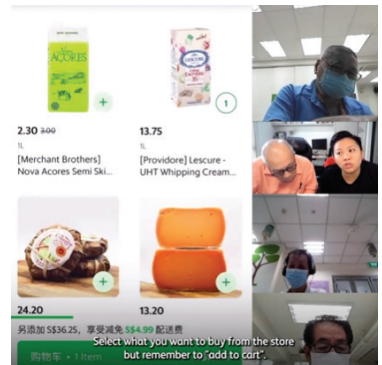 Nova
AÇORES
LESCURE
1
2.30 3.00
13.75
1L
1L
[Merchant Brothers]
Nova Acores Semi Ski...
[Providore] Lescure -
UHT Whipping Cream...
24.20
13.20
另添加 S$36.25，享受减免 S$4.99 配送费
Select what you want to buy from the store
but remember to "add to cart".
购物车 • 1 Item